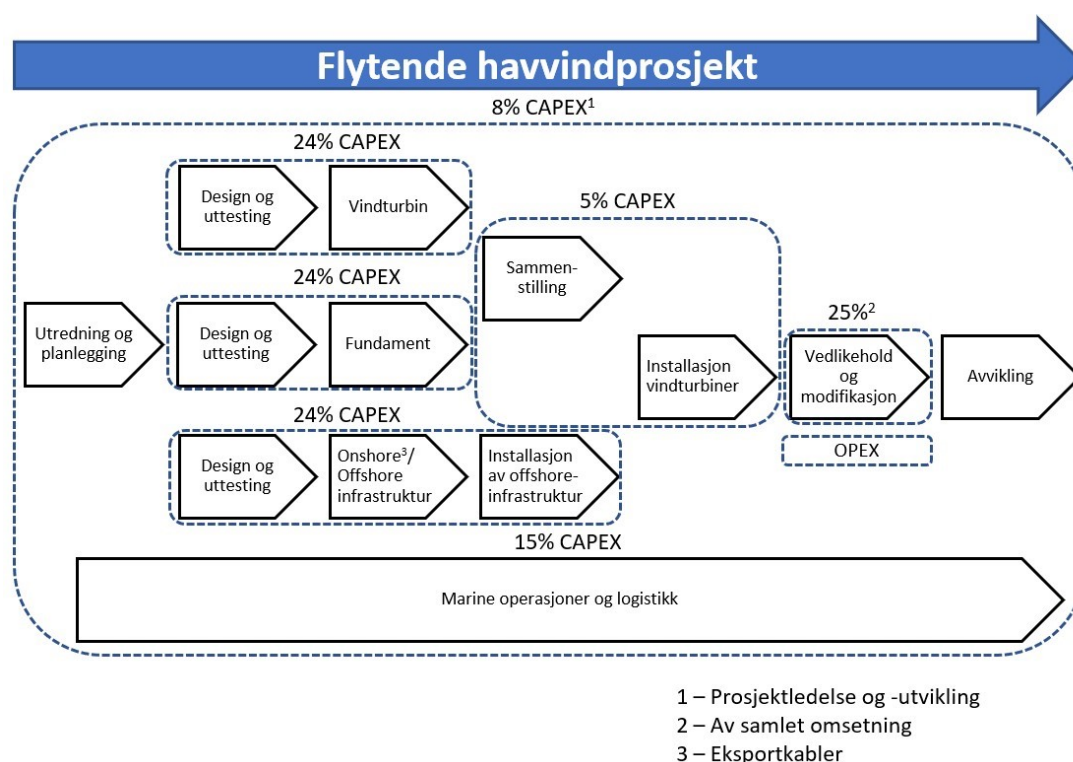 Flytende havvindprosjekt
8% CAPEX¹
24% CAPEX
Design og
uttesting
Vindturbin
5% CAPEX
Sammen-
stilling
24% CAPEX
Utredning og
planlegging
Design og
uttesting
Fundament
Installasjon
vindturbiner
25%²
Vedlikehold
og
modifikasjon
Avvikling
OPEX
24% CAPEX
Design og
uttesting
Onshore³/
Offshore
infrastruktur
Installasjon
av offshore-
infrastruktur
15% CAPEX
Marine operasjoner og logistikk
1 – Prosjektledelse og -utvikling
2 – Av samlet omsetning
3 – Eksportkabler